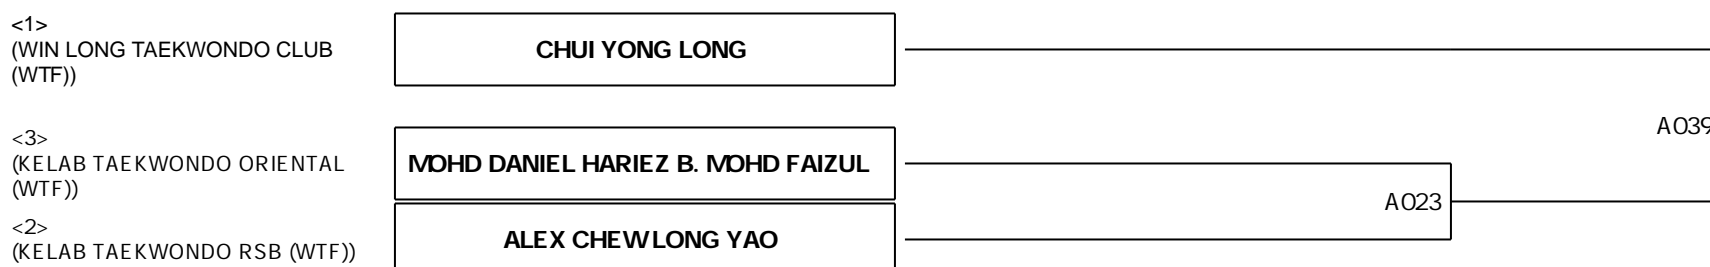 <1>
(WIN LONG TAEKWONDO CLUB
(WTF))
CHUI YONG LONG
A039
<3>
(KELAB TAEKWONDO ORIENTAL
(WTF))
MOHD DANIEL HARIEZ B. MOHD FAIZUL
A023
<2>
(KELAB TAEKWONDO RSB (WTF))
ALEX CHEW LONG YAO